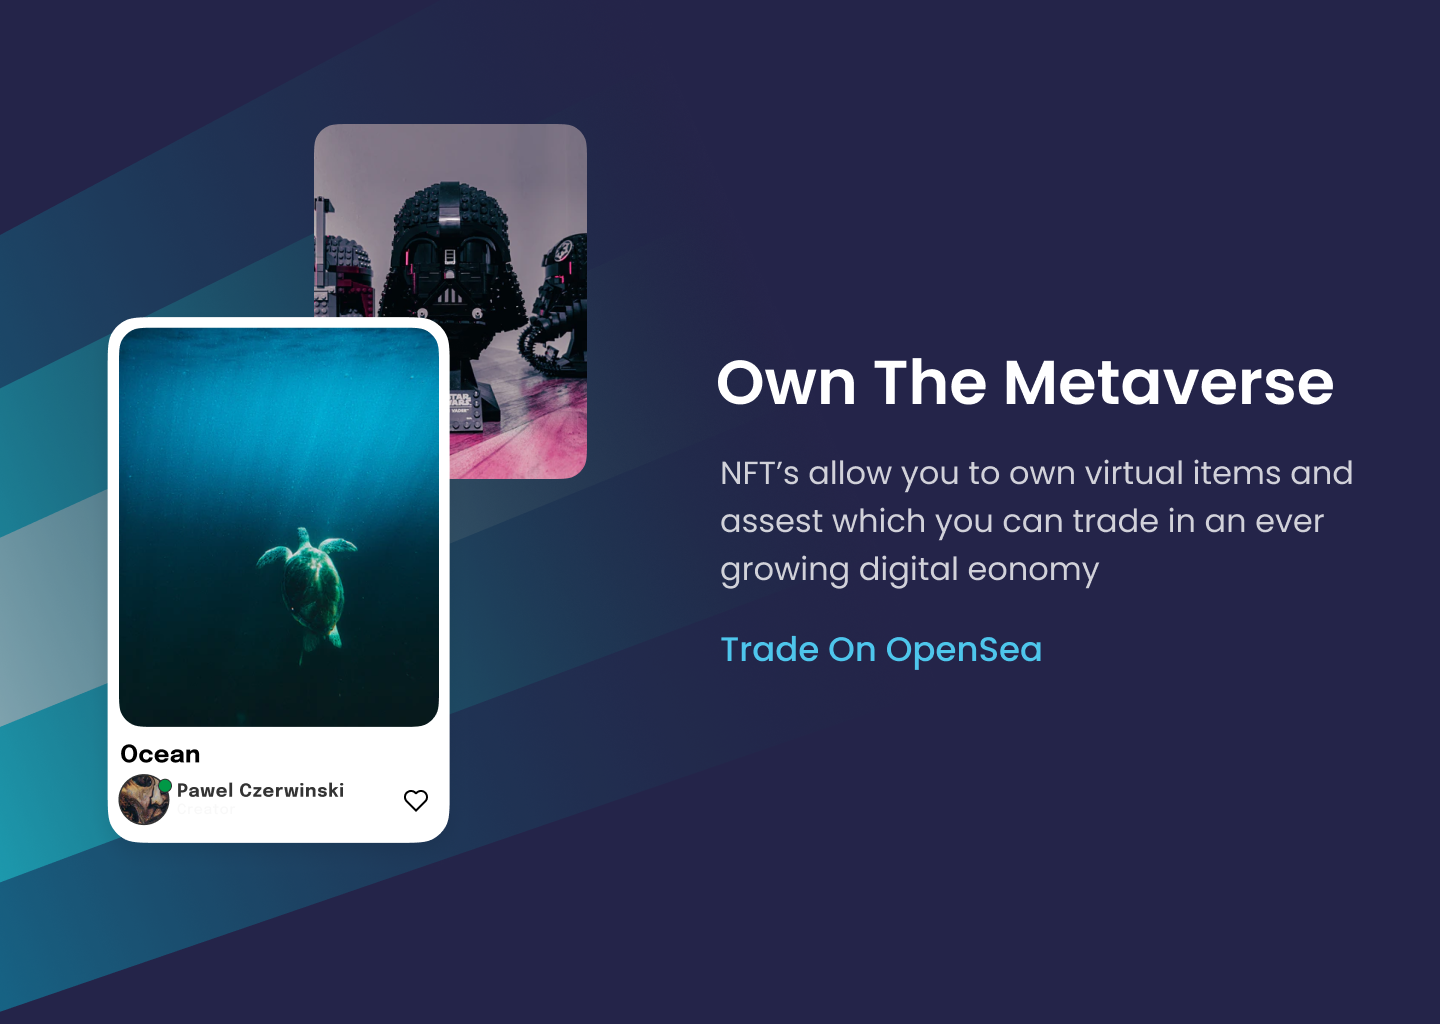 Own The Metaverse
NFT’s allow you to own virtual items and
assest which you can trade in an ever
growing digital eonomy
Trade On OpenSea
Ocean
Pawel Czerwinski
Creator